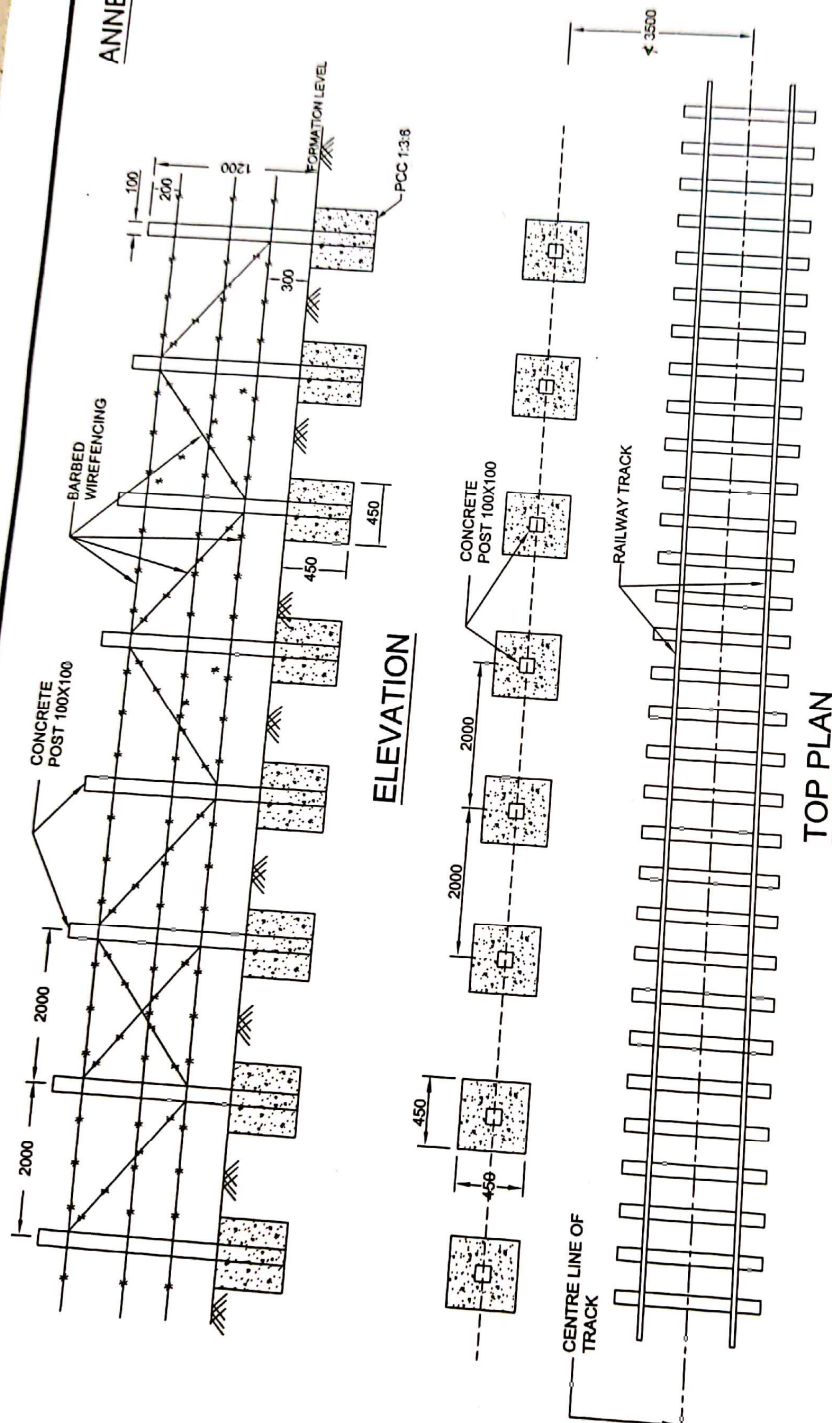 ANNE
CONCRETE
POST 100X100
BARBED
WIREFENCING
2000
2000
100
200
1200
300
FORMATION LEVEL
PCC 1:3:6
450
450
ELEVATION
CONCRETE
POST 100X100
2000
2000
450
450
CENTRE LINE OF
TRACK
RAILWAY TRACK
3500
TOP PLAN